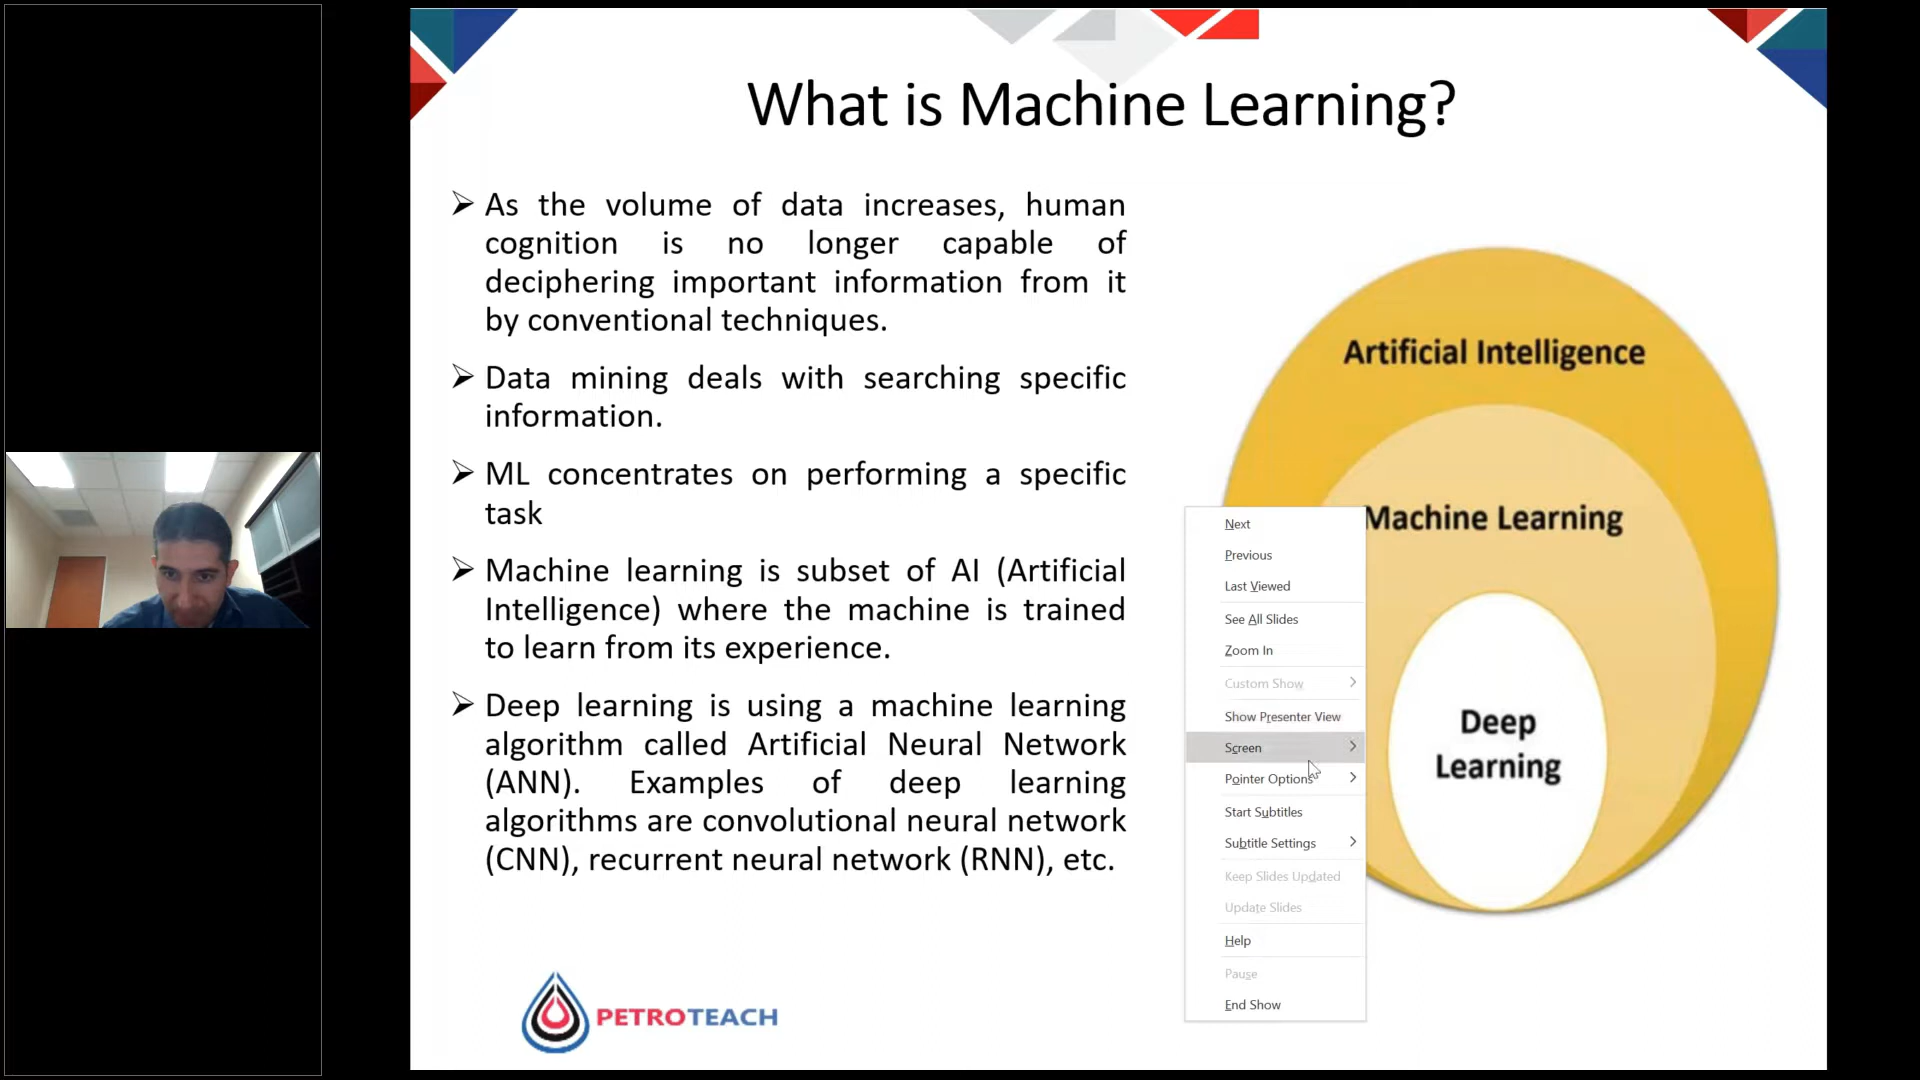 What is Machine Learning?
As the volume of data increases, human
cognition is no longer capable of
deciphering important information from it
by conventional techniques.
Data mining deals with searching specific
information.
ML concentrates on performing a specific
task
Machine learning is subset of AI (Artificial
Intelligence) where the machine is trained
to learn from its experience.
Deep learning is using a machine learning
algorithm called Artificial Neural Network
(ANN). Examples of deep learning
algorithms are convolutional neural network
(CNN), recurrent neural network (RNN), etc.
Artificial Intelligence
Machine Learning
Deep
Learning
Next
Previous
Last Viewed
See All Slides
Zoom In
Custom Show
Show Presenter View
Screen
Pointer Options
Start Subtitles
Subtitle Settings
Keep Slides Updated
Update Slides
Help
Pause
End Show
PETROTEACH